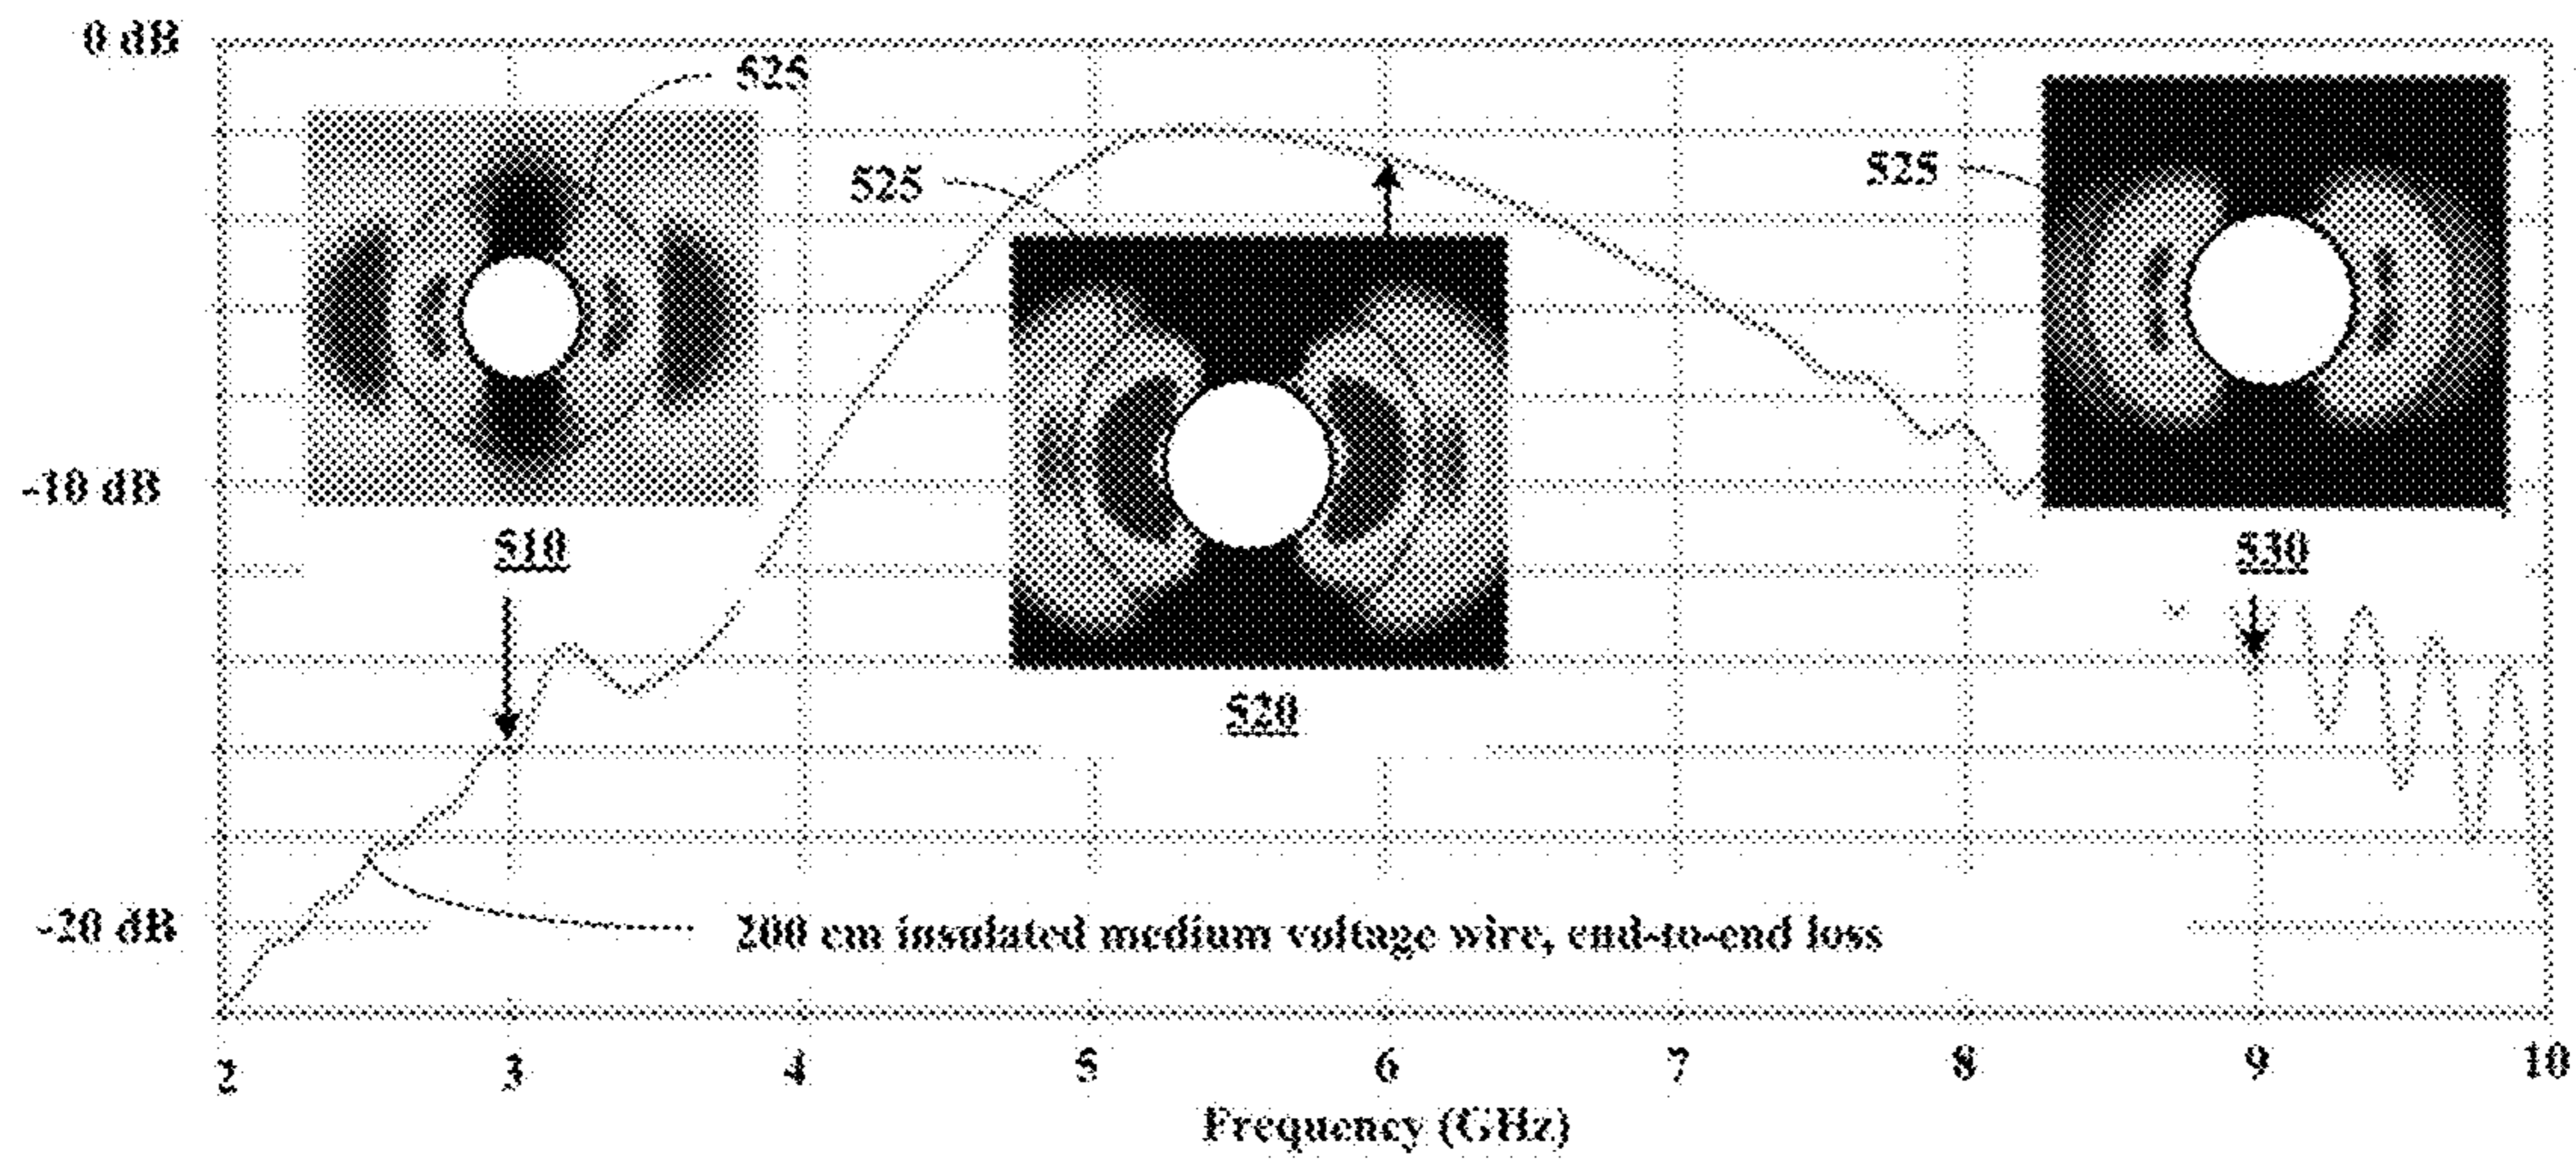 0 dB
525
525
525
-10 dB
510
530
520
-20 dB
200 cm insulated medium voltage wire, end-to-end loss
2 3 4 5 6 7 8 9 10
Frequency (GHz)